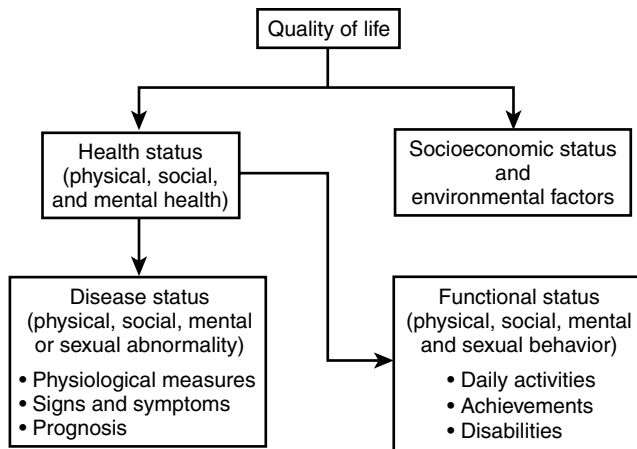 Quality of life
Health status
(physical, social,
and mental health)
Socioeconomic status
and
environmental factors
Disease status
(physical, social, mental
or sexual abnormality)
• Physiological measures
• Signs and symptoms
• Prognosis
Functional status
(physical, social, mental
and sexual behavior)
• Daily activities
• Achievements
• Disabilities